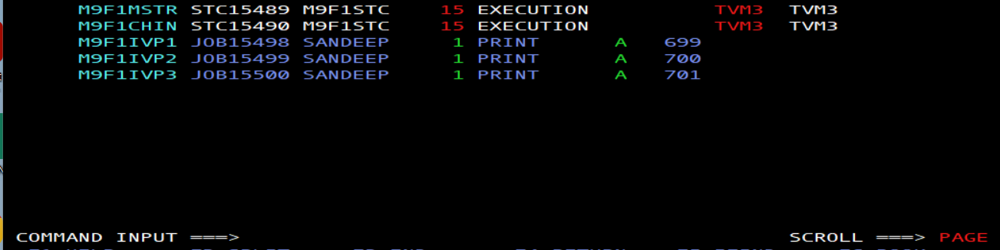 M9F1MSTR STC15489 M9F1STC 15 EXECUTION TVM3 TVM3
M9F1CHIN STC15490 M9F1STC 15 EXECUTION TVM3 TVM3
M9F1IVP1 JOB15498 SANDEEP 1 PRINT A 699
M9F1IVP2 JOB15499 SANDEEP 1 PRINT A 700
M9F1IVP3 JOB15500 SANDEEP 1 PRINT A 701
COMMAND INPUT ===> SCROLL ===> PAGE